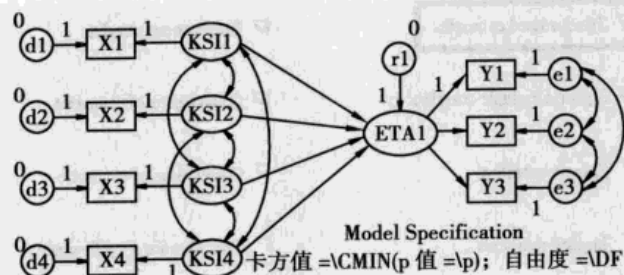 0
d1 1 X1 1 KSI1
0
d2 1 X2 1 KSI2
0
d3 1 X3 1 KSI3
0
d4 1 X4 1 KSI4
0
r1
1
ETA1
1 Y1 1 e1
Y2 1 e2
Y3 e3
1
Model Specification
卡方值 =\CMIN(p 值 =\p); 自由度 =\DF